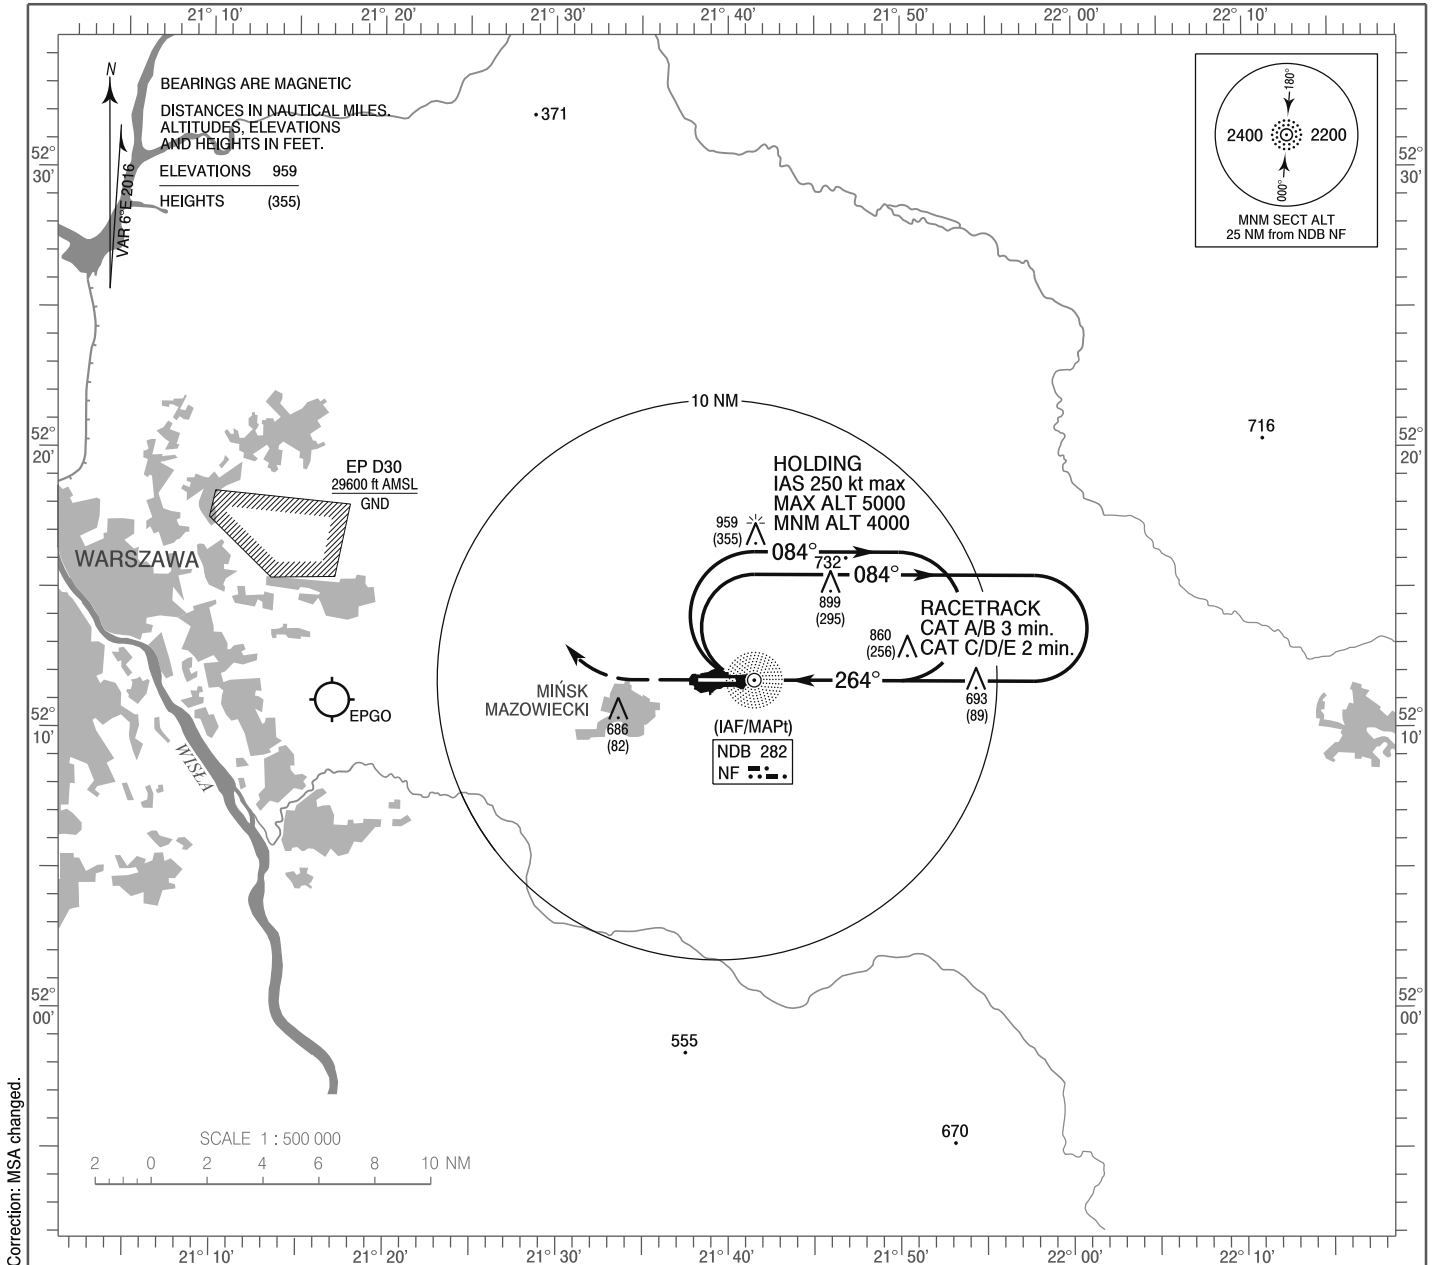 21° 10' 21° 20' 21° 30' 21° 40' 21° 50' 22° 00' 22° 10'
N
VAR 6°E 2016
BEARINGS ARE MAGNETIC
DISTANCES IN NAUTICAL MILES.
ALTITUDES, ELEVATIONS
AND HEIGHTS IN FEET.
ELEVATIONS 959
HEIGHTS (355)
371
180°
2400 2200
000°
MNM SECT ALT
25 NM from NDB NF
52°
30'
52°
30'
10 NM
716
52°
20'
52°
20'
EP D30
29600 ft AMSL
GND
HOLDING
IAS 250 kt max
MAX ALT 5000
MNM ALT 4000
959
(355)
084°
732
084°
899
(295)
WARSZAWA
RACETRACK
CAT A/B 3 min.
CAT C/D/E 2 min.
860
(256)
264°
693
(89)
MIŃSK
MAZOWIECKI
686
(82)
EPGO
(IAF/MAPt)
NDB 282
NF
WISŁA
52°
10'
52°
10'
52°
00'
52°
00'
555
670
SCALE 1 : 500 000
2 0 2 4 6 8 10 NM
21° 10' 21° 20' 21° 30' 21° 40' 21° 50' 22° 00' 22° 10'
Correction: MSA changed.